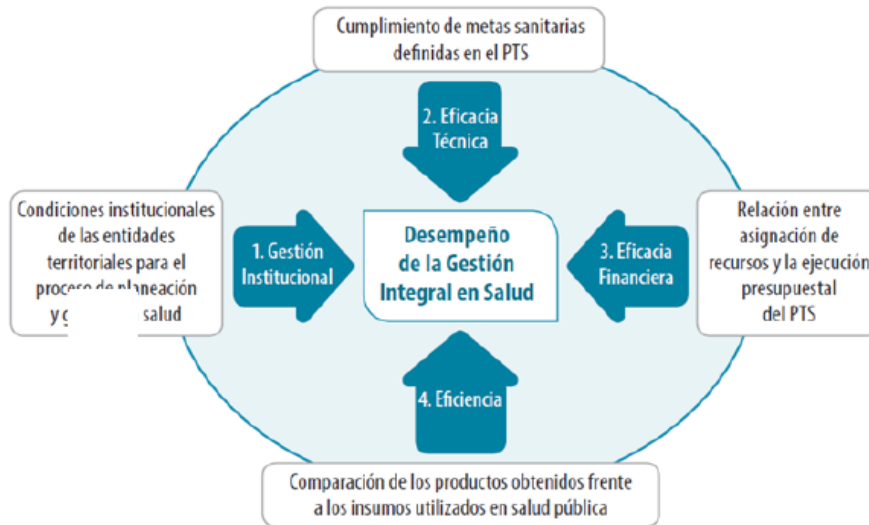 Cumplimiento de metas sanitarias
definidas en el PTS
2. Eficacia
Técnica
Condiciones institucionales
de las entidades
territoriales para el
proceso de planeación
y salud
1. Gestión
Institucional
Desempeño
de la Gestión
Integral en Salud
3. Eficacia
Financiera
Relación entre
asignación de
recursos y la ejecución
presupuestal
del PTS
4. Eficiencia
Comparación de los productos obtenidos frente
a los insumos utilizados en salud pública